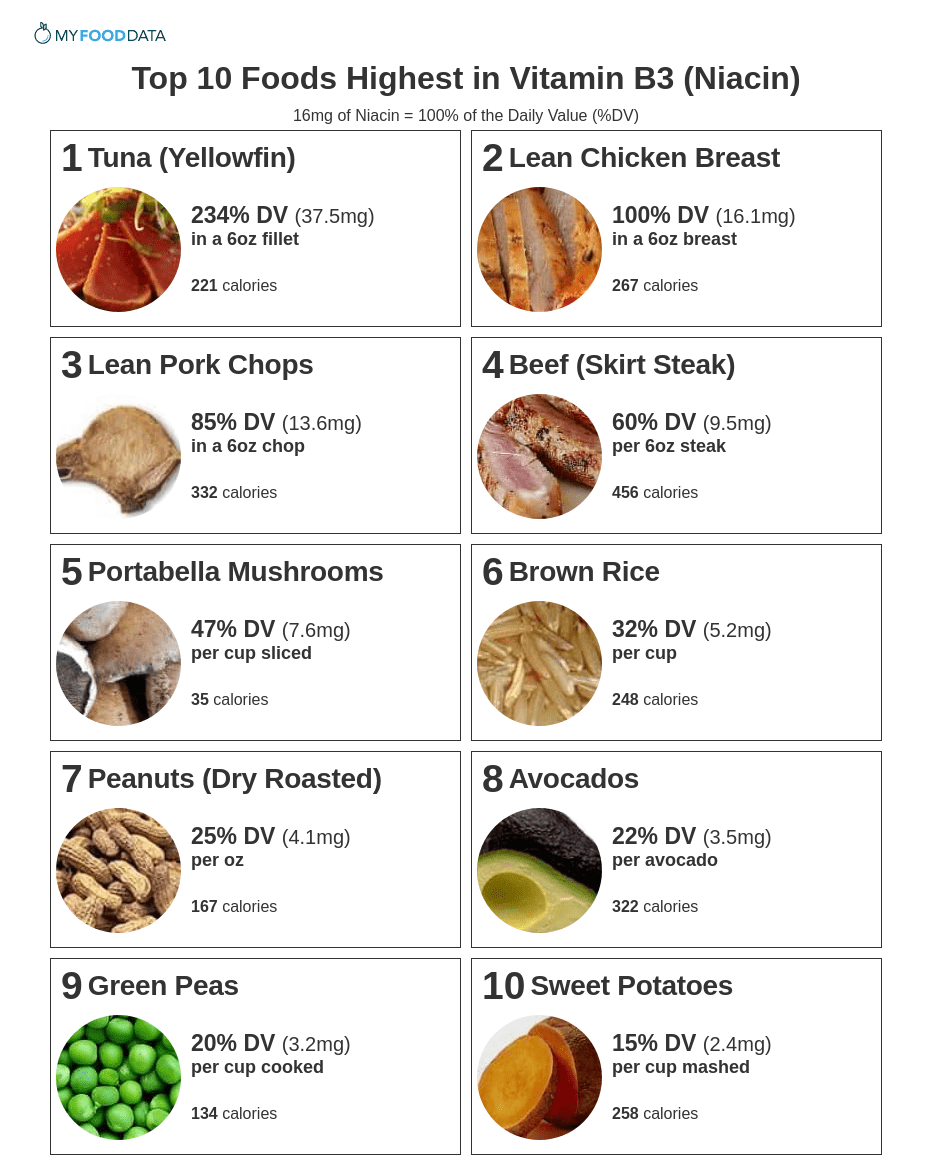 MYFOODDATA
Top 10 Foods Highest in Vitamin B3 (Niacin)
16mg of Niacin = 100% of the Daily Value (%DV)
1 Tuna (Yellowfin)
234% DV (37.5mg)
in a 6oz fillet
221 calories
2 Lean Chicken Breast
100% DV (16.1mg)
in a 6oz breast
267 calories
3 Lean Pork Chops
85% DV (13.6mg)
in a 6oz chop
332 calories
4 Beef (Skirt Steak)
60% DV (9.5mg)
per 6oz steak
456 calories
5 Portabella Mushrooms
47% DV (7.6mg)
per cup sliced
35 calories
6 Brown Rice
32% DV (5.2mg)
per cup
248 calories
7 Peanuts (Dry Roasted)
25% DV (4.1mg)
per oz
167 calories
8 Avocados
22% DV (3.5mg)
per avocado
322 calories
9 Green Peas
20% DV (3.2mg)
per cup cooked
134 calories
10 Sweet Potatoes
15% DV (2.4mg)
per cup mashed
258 calories